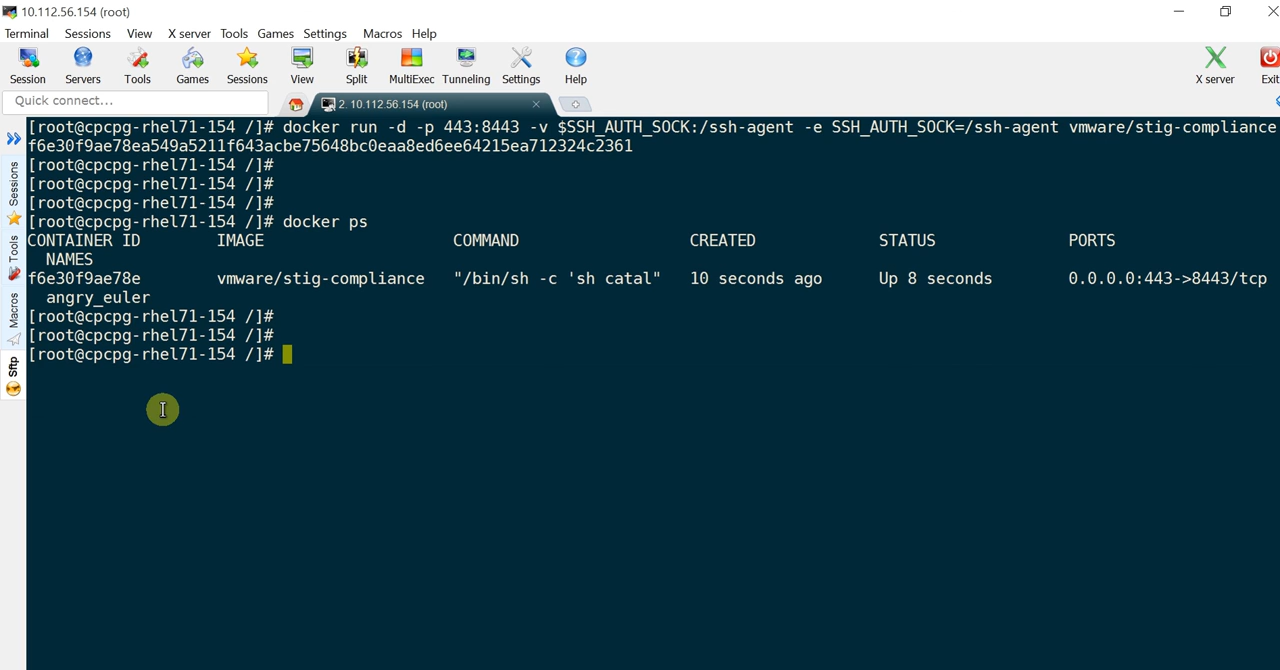 10.112.56.154 (root)
Terminal Sessions View X server Tools Games Settings Macros Help
Session Servers Tools Games Sessions View Split MultiExec Tunneling Settings Help X server Exit
Quick connect... 2. 10.112.56.154 (root)
[root@cpcpg-rhel71-154 /]# docker run -d -p 443:8443 -v $SSH_AUTH_SOCK:/ssh-agent -e SSH_AUTH_SOCK=/ssh-agent vmware/stig-compliance
f6e30f9ae78ea549a5211f643acbe75648bc0eaa8ed6ee64215ea712324c2361
[root@cpcpg-rhel71-154 /]#
[root@cpcpg-rhel71-154 /]#
[root@cpcpg-rhel71-154 /]#
[root@cpcpg-rhel71-154 /]# docker ps
CONTAINER ID IMAGE COMMAND CREATED STATUS PORTS
NAMES
f6e30f9ae78e vmware/stig-compliance "/bin/sh -c 'sh catal" 10 seconds ago Up 8 seconds 0.0.0.0:443->8443/tcp
angry_euler
[root@cpcpg-rhel71-154 /]#
[root@cpcpg-rhel71-154 /]#
[root@cpcpg-rhel71-154 /]#
Sessions
Tools
Macros
Sftp